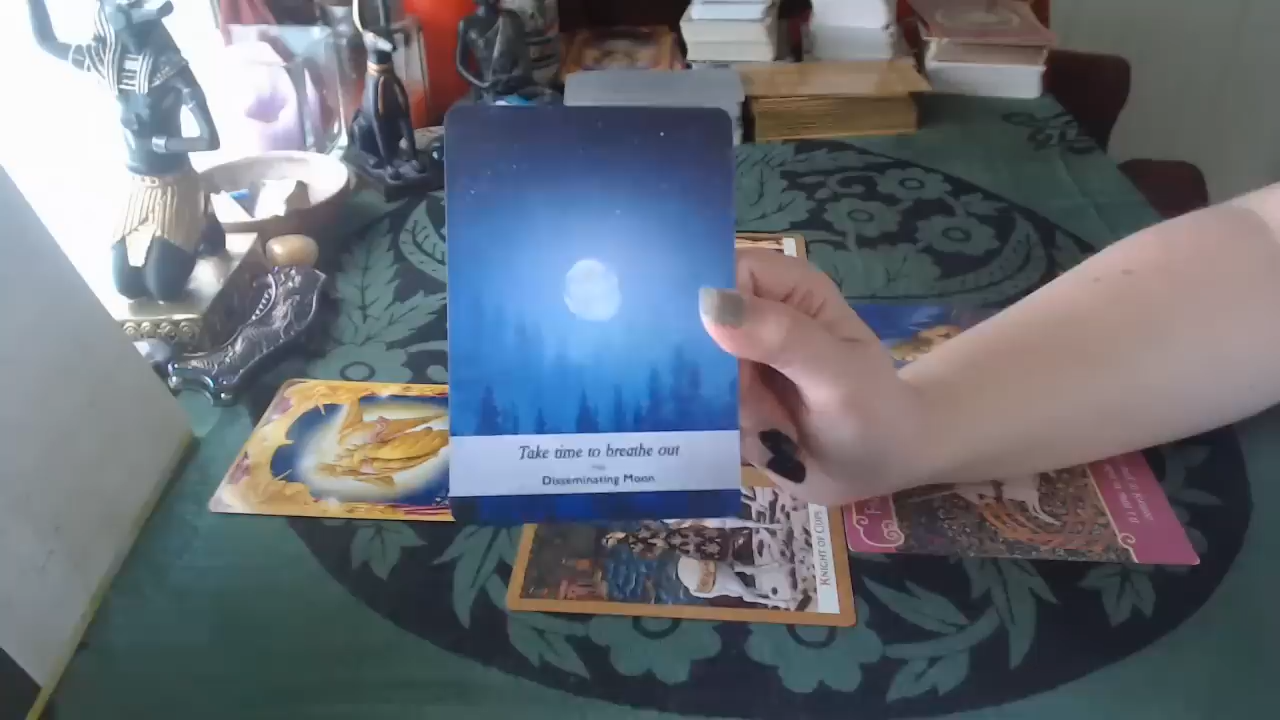 Take time to breathe out
Disseminating Moon
KNIGHT OF CUPS